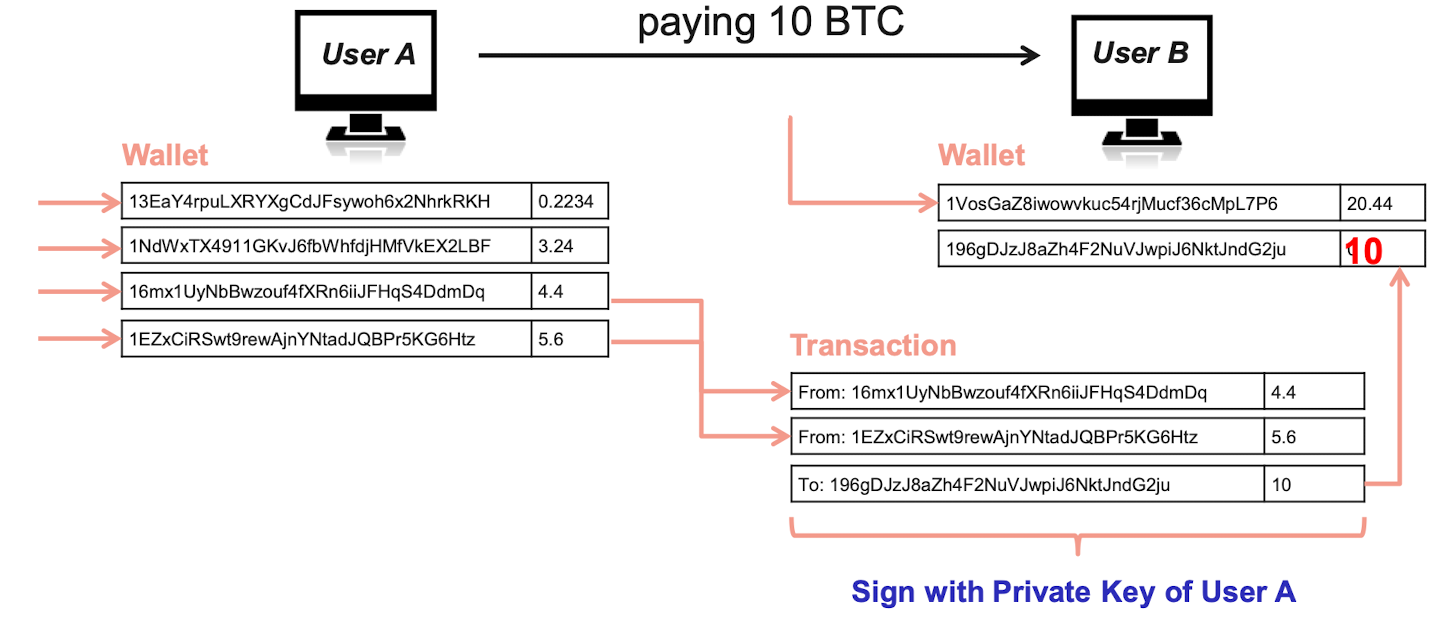 paying 10 BTC
User A
User B
Wallet
13EaY4rpuLXRYXgCdJFsywoh6x2NhrkRKH 0.2234
1NdWxTX4911GKvJ6fbWhfdjHMfVkEX2LBF 3.24
16mx1UyNbBwzouf4fXRn6iiJFHqS4DdmDq 4.4
1EZxCiRSwt9rewAjnYNtadJQBPr5KG6Htz 5.6
Wallet
1VosGaZ8iwowvkuc54rjMucf36cMpL7P6 20.44
196gDJzJ8aZh4F2NuVJwpiJ6NktJndG2ju 10
Transaction
From: 16mx1UyNbBwzouf4fXRn6iiJFHqS4DdmDq 4.4
From: 1EZxCiRSwt9rewAjnYNtadJQBPr5KG6Htz 5.6
To: 196gDJzJ8aZh4F2NuVJwpiJ6NktJndG2ju 10
Sign with Private Key of User A